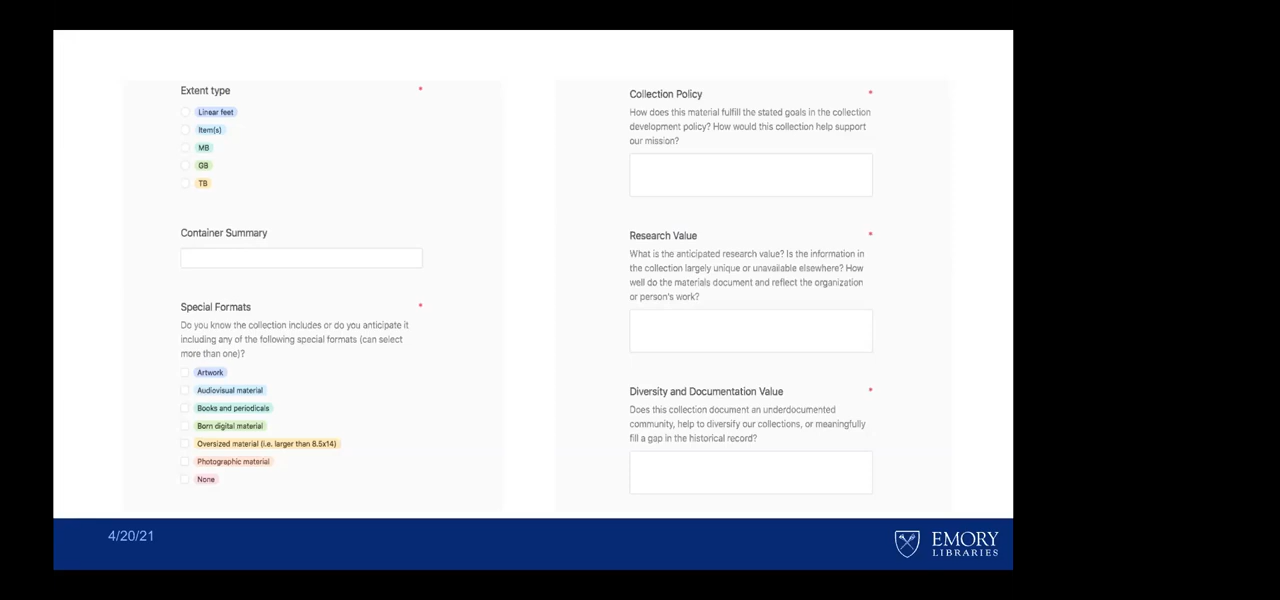 Extent type *
Linear feet
Item(s)
MB
GB
TB
Container Summary
Special Formats *
Do you know the collection includes or do you anticipate it
including any of the following special formats (can select
more than one)?
Artwork
Audiovisual material
Books and periodicals
Born digital material
Oversized material (i.e. larger than 8.5x14)
Photographic material
None
Collection Policy *
How does this material fulfill the stated goals in the collection
development policy? How would this collection help support
our mission?
Research Value *
What is the anticipated research value? Is the information in
the collection largely unique or unavailable elsewhere? How
well do the materials document and reflect the organization
or person's work?
Diversity and Documentation Value *
Does this collection document an underdocumented
community, help to diversify our collections, or meaningfully
fill a gap in the historical record?
4/20/21
EMORY
LIBRARIES